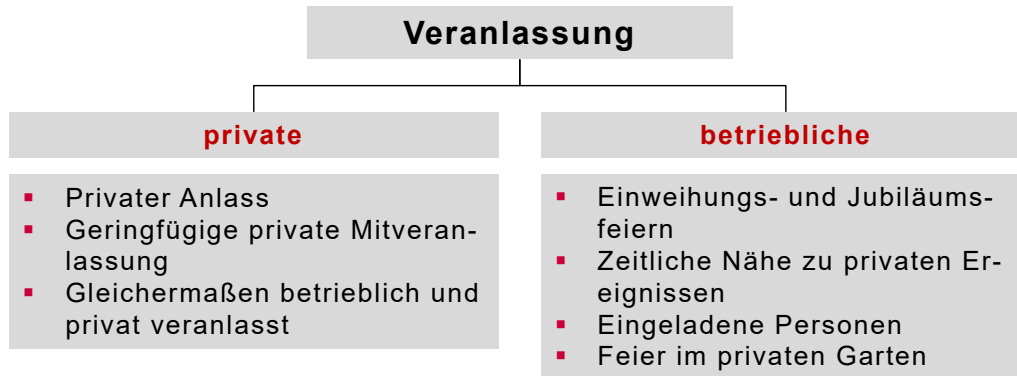 Veranlassung
private
▪ Privater Anlass
▪ Geringfügige private Mitveran-
lassung
▪ Gleichermaßen betrieblich und
privat veranlasst
betriebliche
▪ Einweihungs- und Jubiläums-
feiern
▪ Zeitliche Nähe zu privaten Er-
eignissen
▪ Eingeladene Personen
▪ Feier im privaten Garten